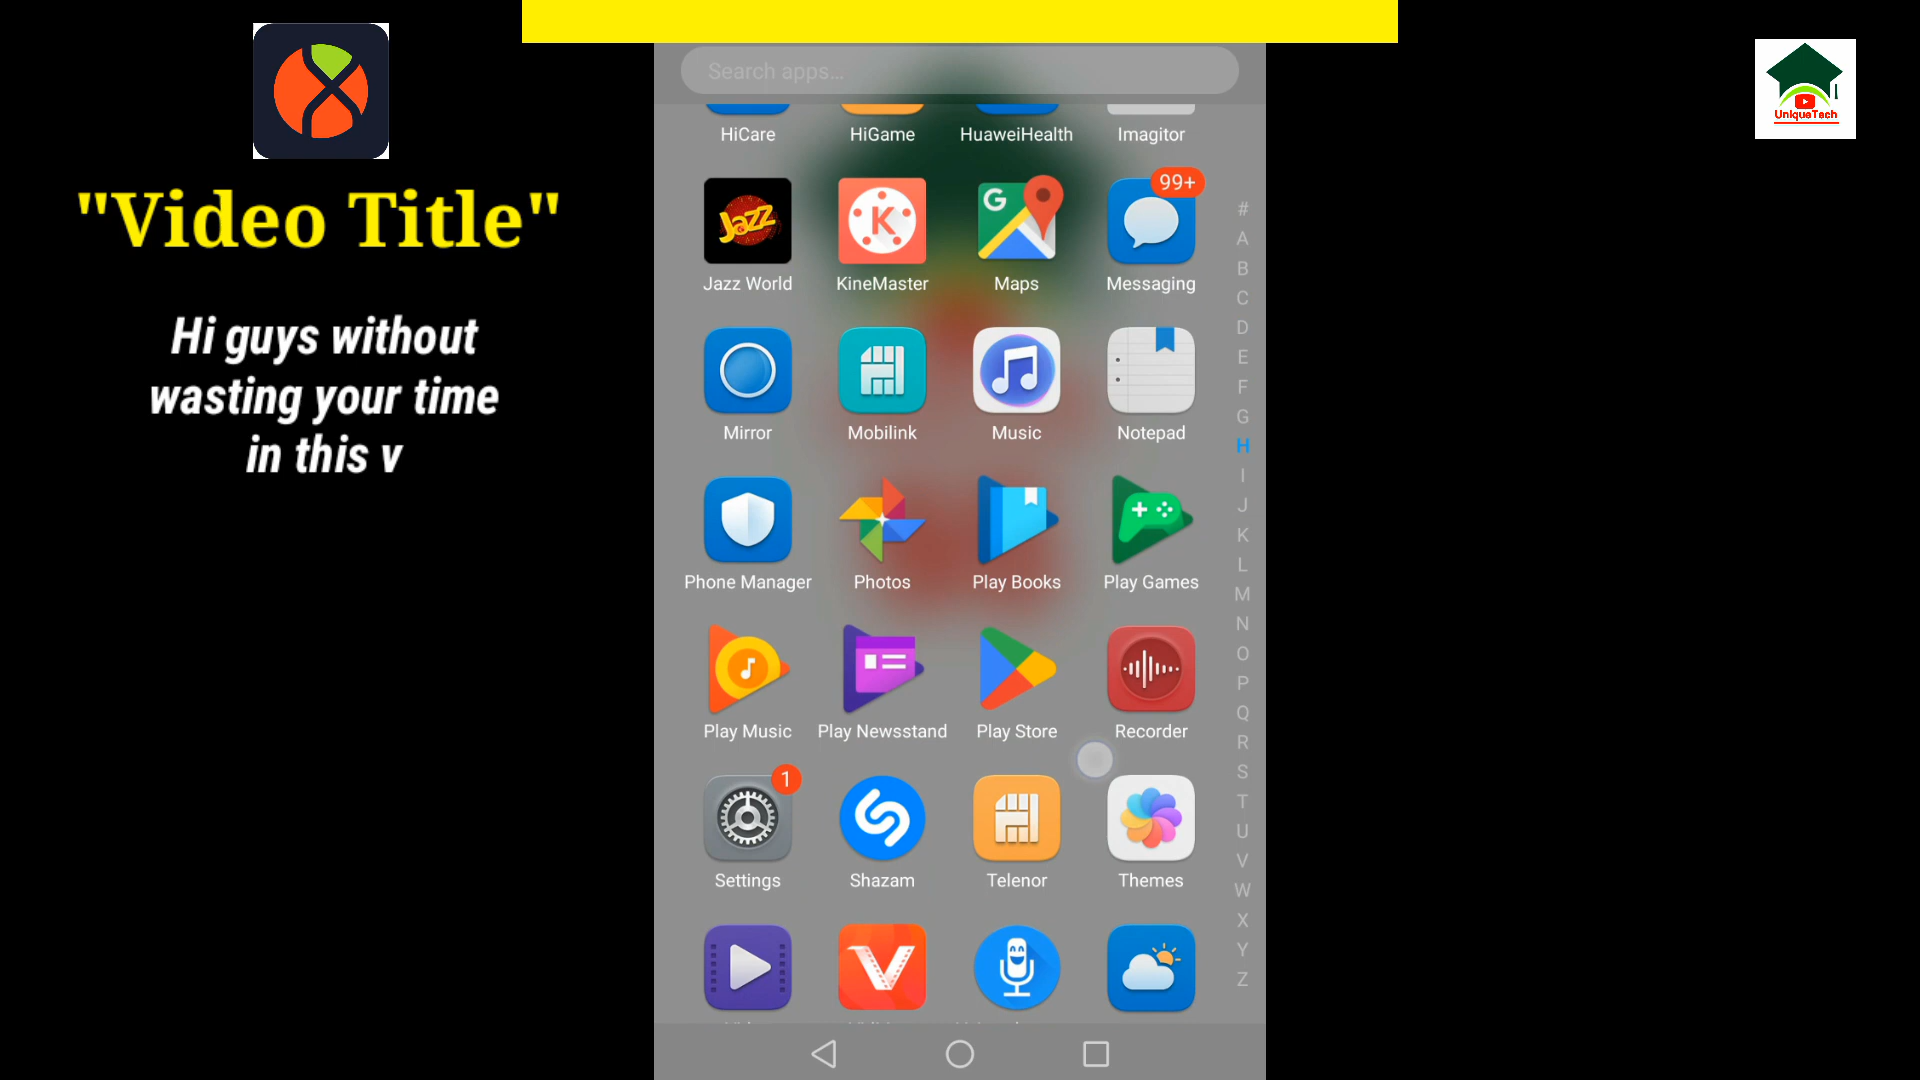 "Video Title"
Hi guys without
wasting your time
in this v
UniqueTech
Search apps...
HiCare HiGame HuaweiHealth Imagitor
99+
Jazz
K
G
Jazz World KineMaster Maps Messaging
Mirror Mobilink Music Notepad
Phone Manager Photos Play Books Play Games
Play Music Play Newsstand Play Store Recorder
1
Settings Shazam Telenor Themes
#
A
B
C
D
E
F
G
H
I
J
K
L
M
N
O
P
Q
R
S
T
U
V
W
X
Y
Z